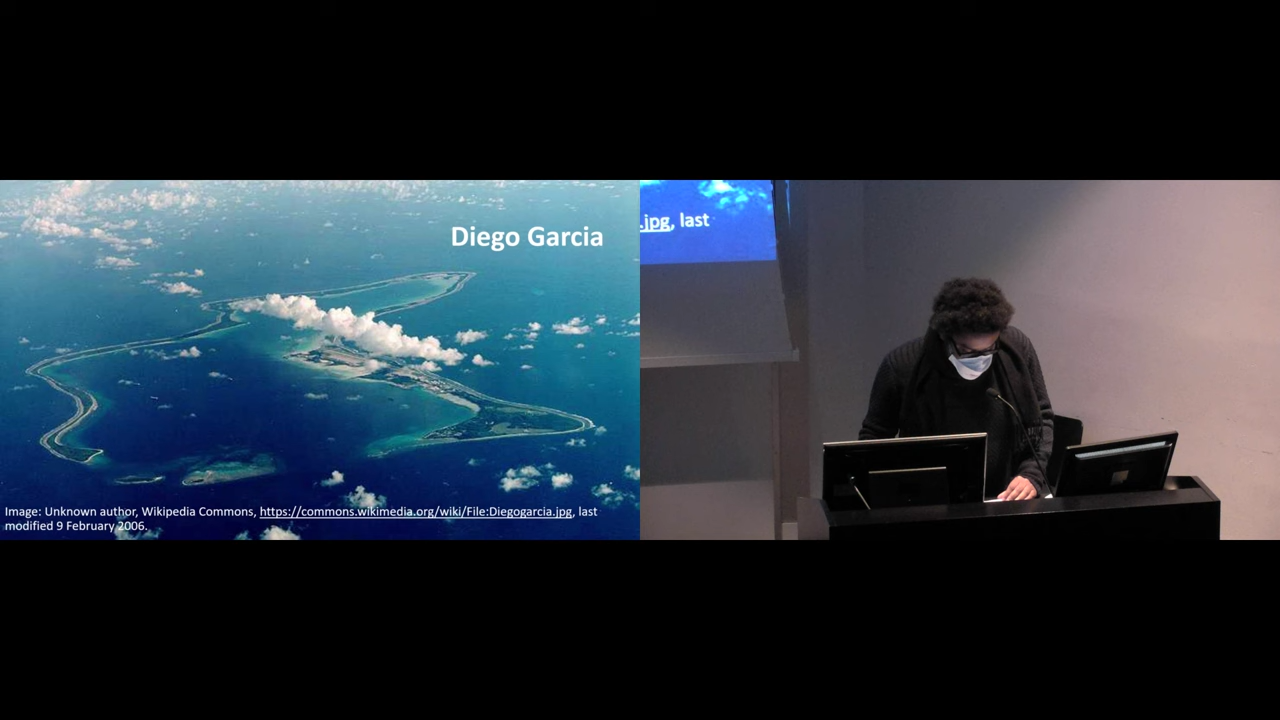 Diego Garcia
Image: Unknown author, Wikipedia Commons, https://commons.wikimedia.org/wiki/File:Diegogarcia.jpg, last
modified 9 February 2006.
.jpg, last